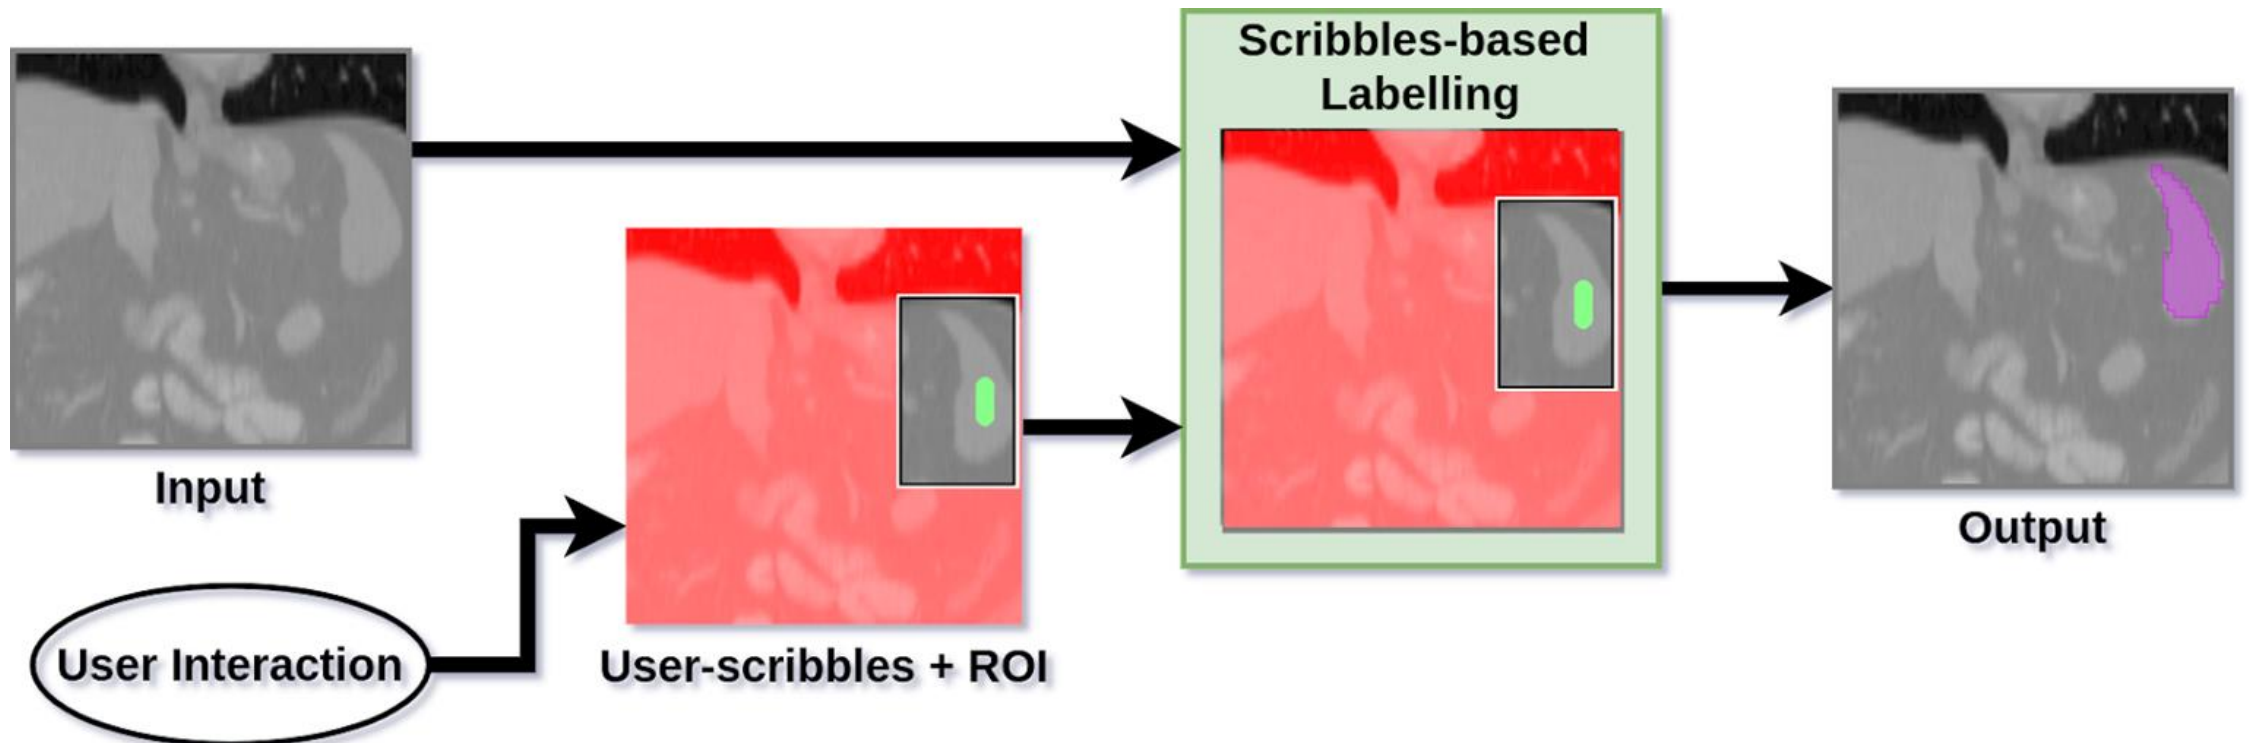 Scribbles-based
Labelling
Input
User Interaction
User-scribbles + ROI
Output